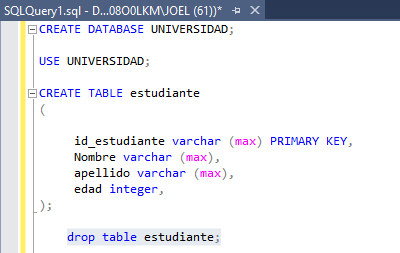 SQLQuery1.sql - D...08O0LKM\JOEL (61))*
CREATE DATABASE UNIVERSIDAD;
USE UNIVERSIDAD;
CREATE TABLE estudiante
(
id_estudiante varchar (max) PRIMARY KEY,
Nombre varchar (max),
apellido varchar (max),
edad integer,
);
drop table estudiante;